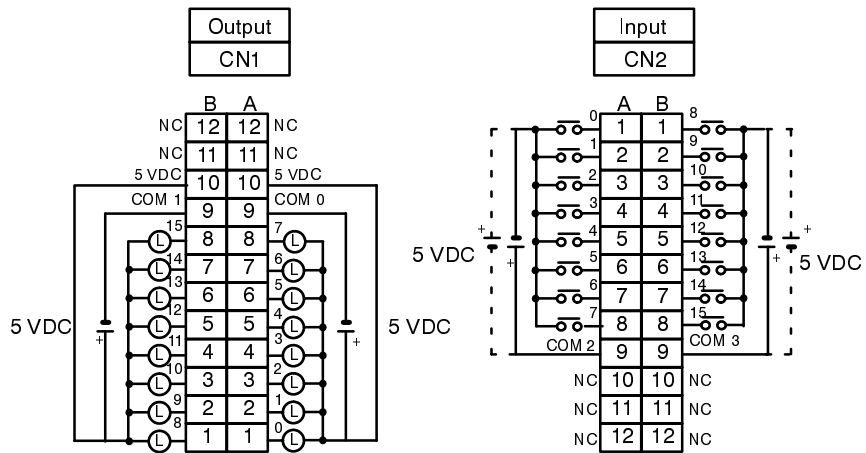 Output
CN1
B A
NC 12 12 NC
NC 11 11 NC
5 VDC 10 10 5 VDC
COM 1 9 9 COM 0
15 L 8 8 7 L
14 L 7 7 6 L
13 L 6 6 5 L
5 VDC + 12 L 5 5 4 L + 5 VDC
11 L 4 4 3 L
10 L 3 3 2 L
9 L 2 2 1 L
8 L 1 1 0 L
Input
CN2
A B
0 1 1 8
1 2 2 9
2 3 3 10
3 4 4 11
5 VDC + + 4 5 5 12 + + 5 VDC
5 6 6 13
6 7 7 14
7 8 8 15
COM 2 9 9 COM 3
NC 10 10 NC
NC 11 11 NC
NC 12 12 NC